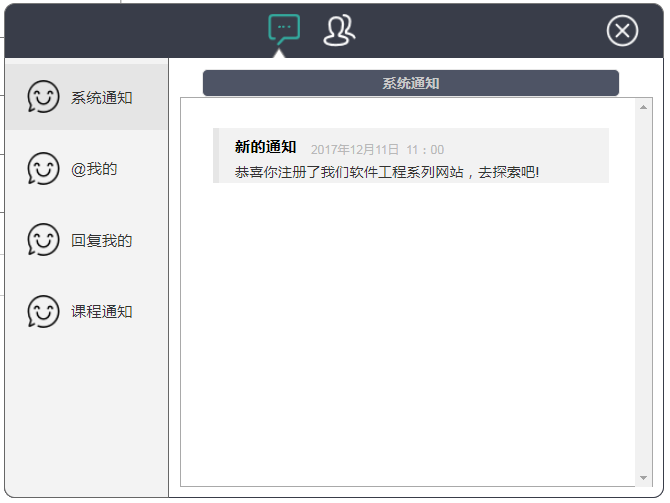 系统通知
系统通知
新的通知 2017年12月11日 11：00
@我的
恭喜你注册了我们软件工程系列网站，去探索吧!
回复我的
课程通知